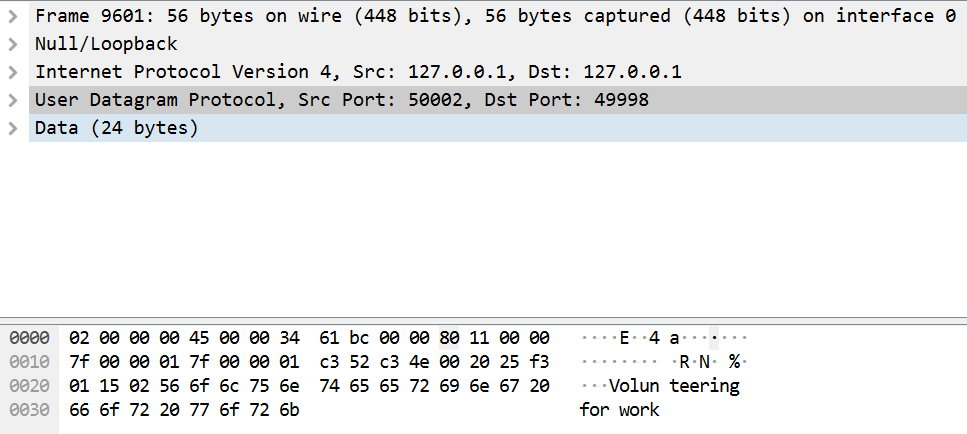 Frame 9601: 56 bytes on wire (448 bits), 56 bytes captured (448 bits) on interface 0
Null/Loopback
Internet Protocol Version 4, Src: 127.0.0.1, Dst: 127.0.0.1
User Datagram Protocol, Src Port: 50002, Dst Port: 49998
Data (24 bytes)
0000 02 00 00 00 45 00 00 34 61 bc 00 00 80 11 00 00 ····E··4 a···›····
0010 7f 00 00 01 7f 00 00 01 c3 52 c3 4e 00 20 25 f3 ········ ·R·N· %·
0020 01 15 02 56 6f 6c 75 6e 74 65 65 72 69 6e 67 20 ···Volun teering
0030 66 6f 72 20 77 6f 72 6b for work